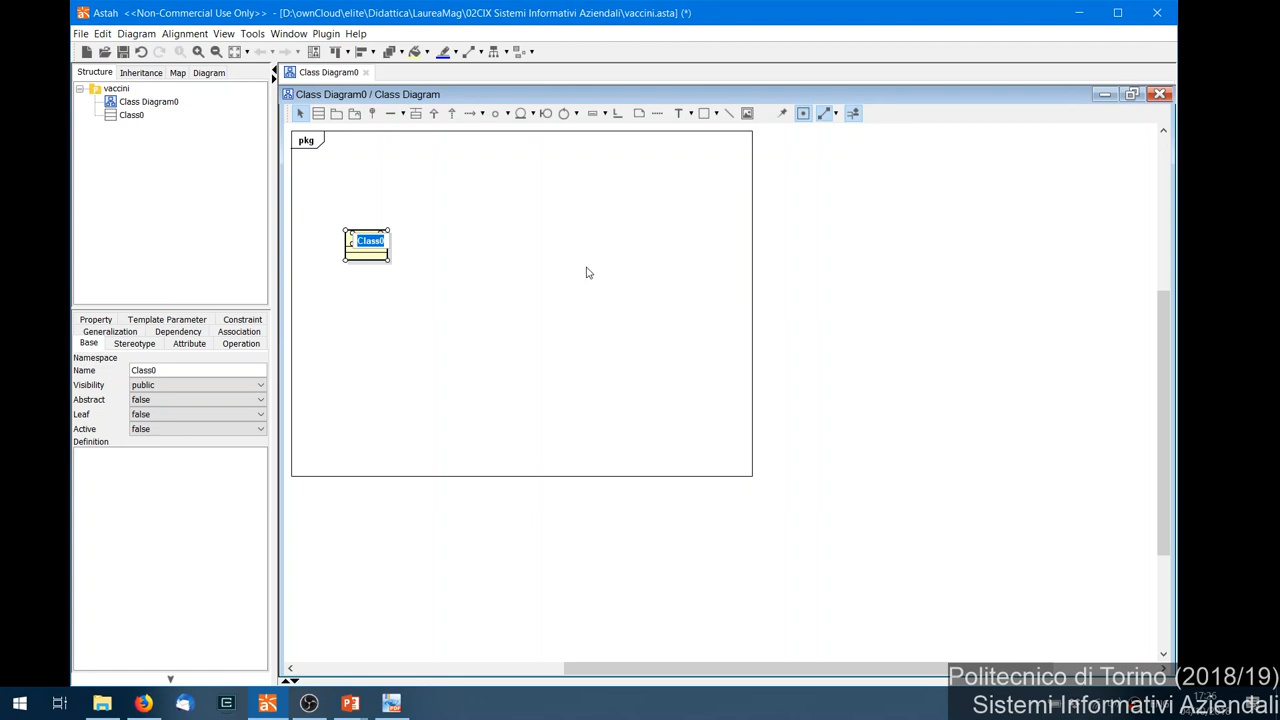 Astah <<Non-Commercial Use Only>> - [D:\ownCloud\elite\Didattica\LaureaMag\02CIX Sistemi Informativi Aziendali\vaccini.asta] (*)
File Edit Diagram Alignment View Tools Window Plugin Help
Structure Inheritance Map Diagram
Class Diagram0
vaccini
Class Diagram0
Class0
Class Diagram0 / Class Diagram
T
pkg
Class0
Property Template Parameter Constraint
Generalization Dependency Association
Base Stereotype Attribute Operation
Namespace
Name Class0
Visibility public
Abstract false
Leaf false
Active false
Definition
Politecnico di Torino (2018/19)
Sistemi Informativi Aziendali